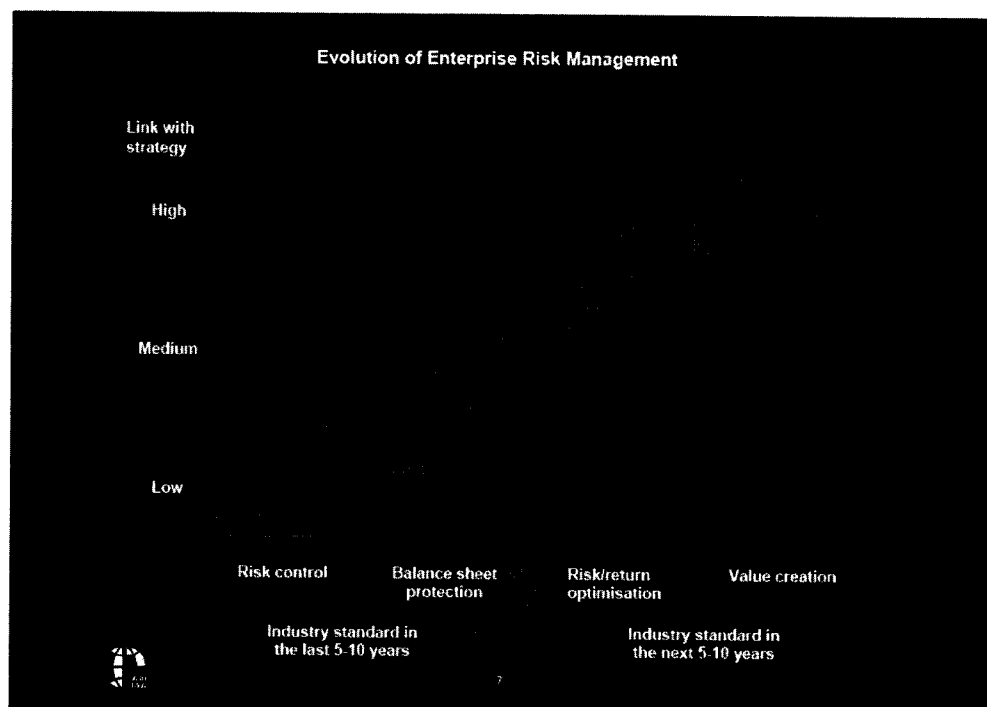 Evolution of Enterprise Risk Management
Link with
strategy
High
Medium
Low
Risk control
Balance sheet
protection
Risk/return
optimisation
Value creation
Industry standard in
the last 5-10 years
Industry standard in
the next 5-10 years
7